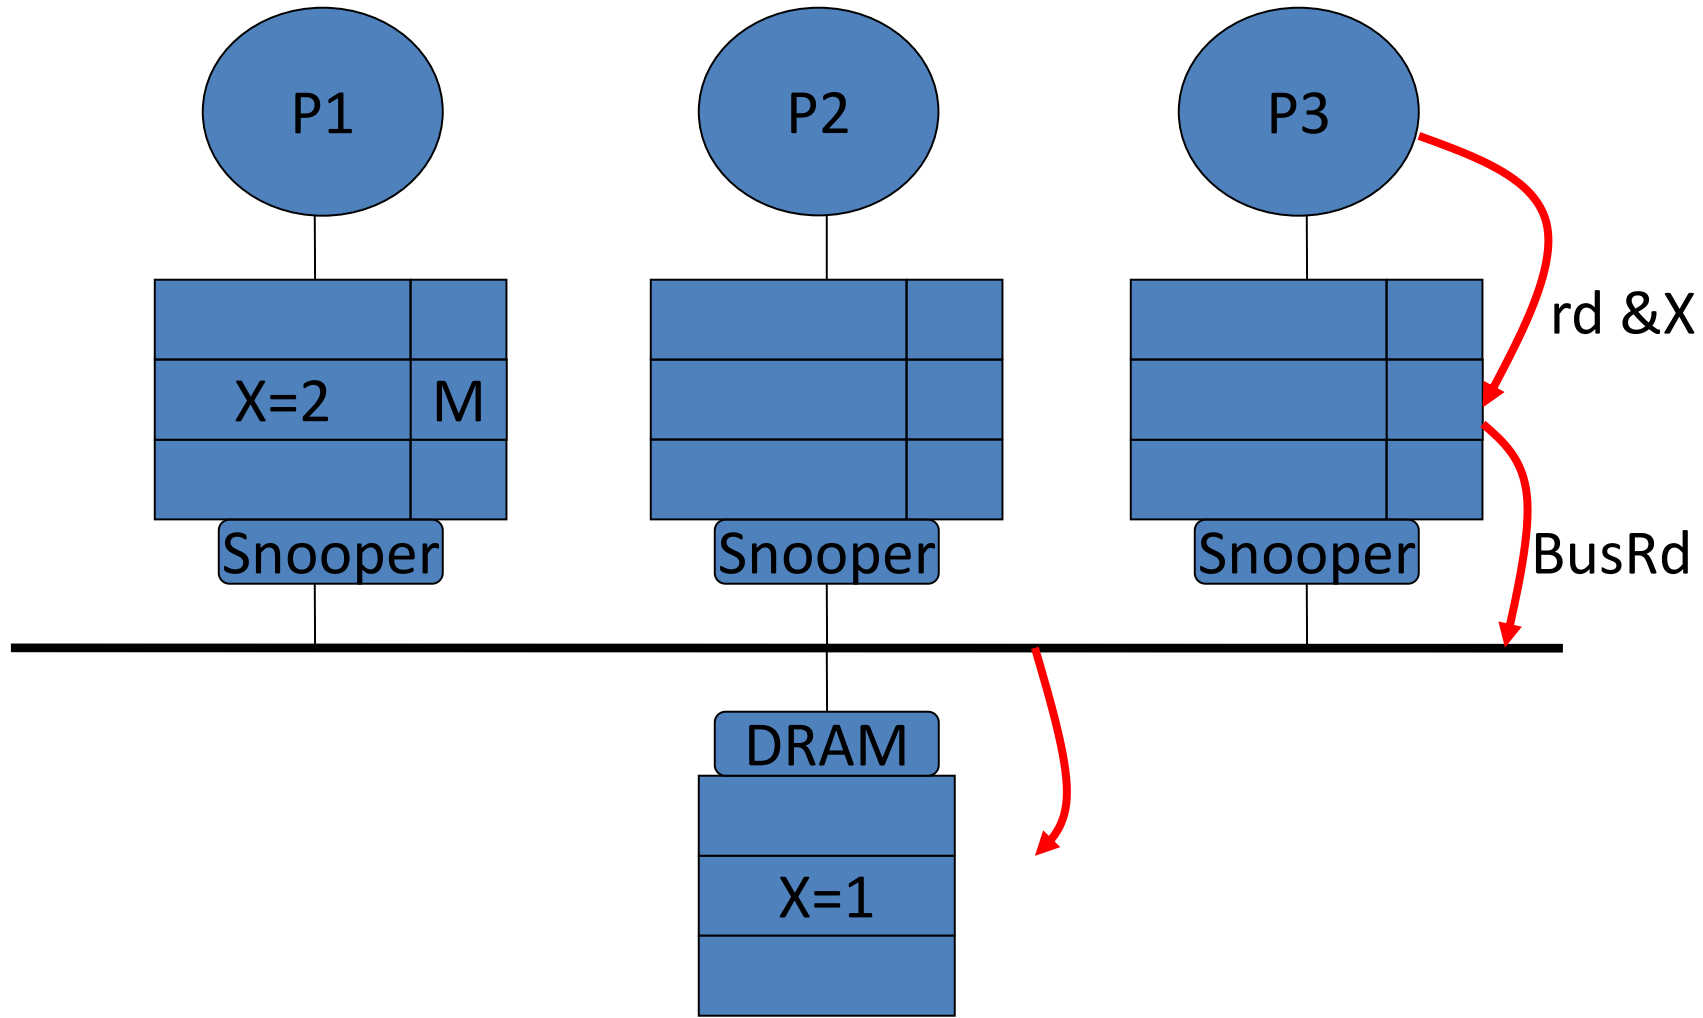 P1
P2
P3
rd &X
X=2
M
Snooper
Snooper
Snooper
BusRd
DRAM
X=1